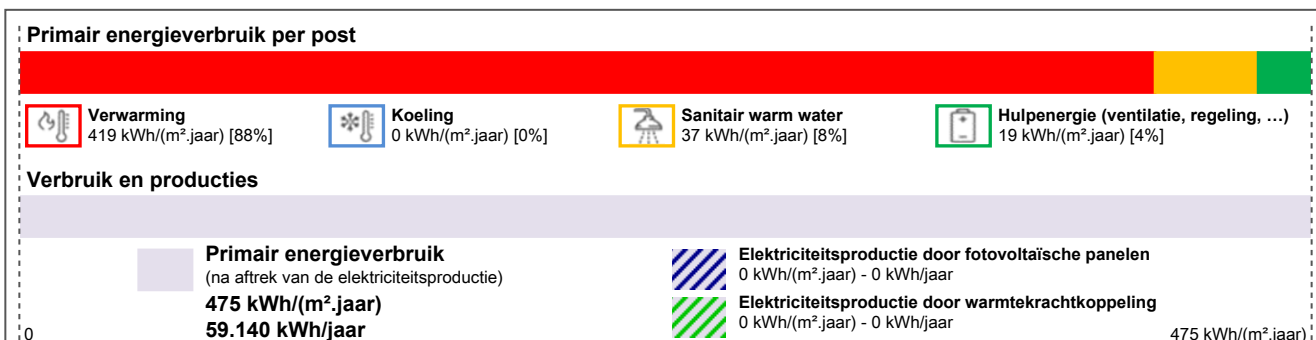 Primair energieverbruik per post
Verwarming
419 kWh/(m².jaar) [88%]
Koeling
0 kWh/(m².jaar) [0%]
Sanitair warm water
37 kWh/(m².jaar) [8%]
Hulpenergie (ventilatie, regeling, …)
19 kWh/(m².jaar) [4%]
Verbruik en producties
Primair energieverbruik
(na aftrek van de elektriciteitsproductie)
475 kWh/(m².jaar)
59.140 kWh/jaar
Elektriciteitsproductie door fotovoltaïsche panelen
0 kWh/(m².jaar) - 0 kWh/jaar
Elektriciteitsproductie door warmtekrachtkoppeling
0 kWh/(m².jaar) - 0 kWh/jaar
0
475 kWh/(m².jaar)